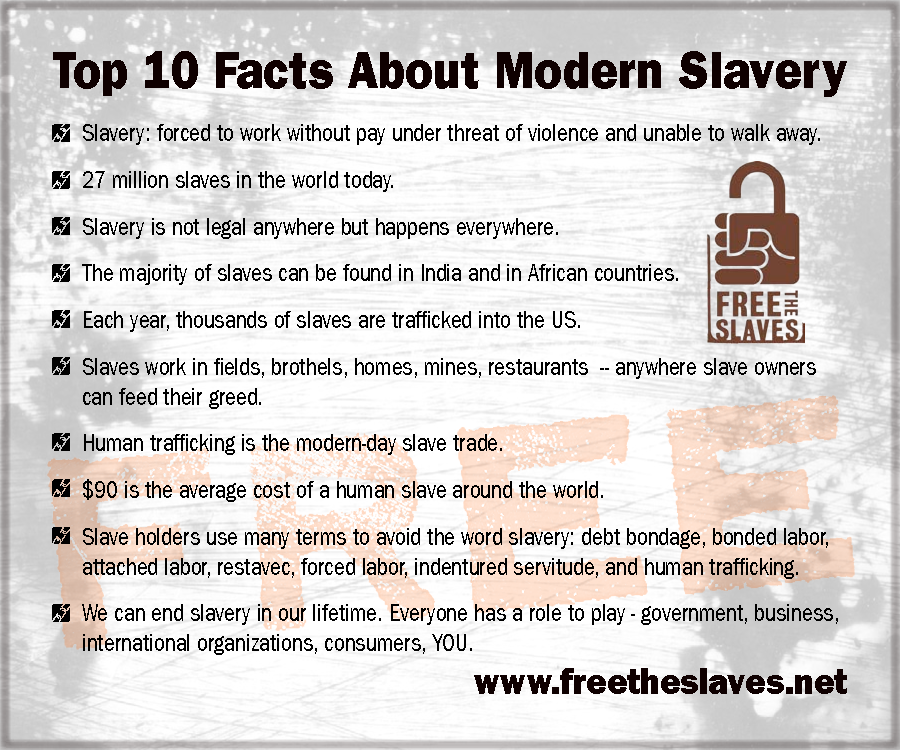 Top 10 Facts About Modern Slavery
Slavery: forced to work without pay under threat of violence and unable to walk away.
27 million slaves in the world today.
Slavery is not legal anywhere but happens everywhere.
The majority of slaves can be found in India and in African countries.
Each year, thousands of slaves are trafficked into the US.
FREE THE
SLAVES
Slaves work in fields, brothels, homes, mines, restaurants -- anywhere slave owners
can feed their greed.
Human trafficking is the modern-day slave trade.
$90 is the average cost of a human slave around the world.
Slave holders use many terms to avoid the word slavery: debt bondage, bonded labor,
attached labor, restavec, forced labor, indentured servitude, and human trafficking.
We can end slavery in our lifetime. Everyone has a role to play - government, business,
international organizations, consumers, YOU.
FREE
www.freetheslaves.net